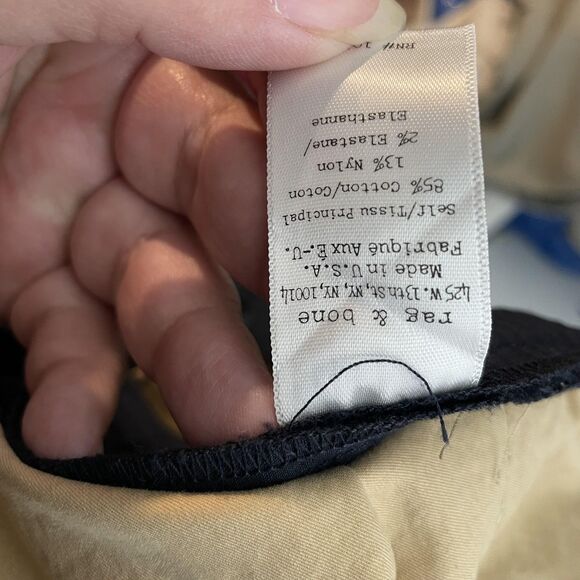 rag & bone
425 W. 13th St, NY, NY, 10014
Made in U.S.A.
Fabriqué Aux É.-U.
Self/Tissu Principal
85% Cotton/Coton
13% Nylon
2% Elastane/
Elasthanne
RN#